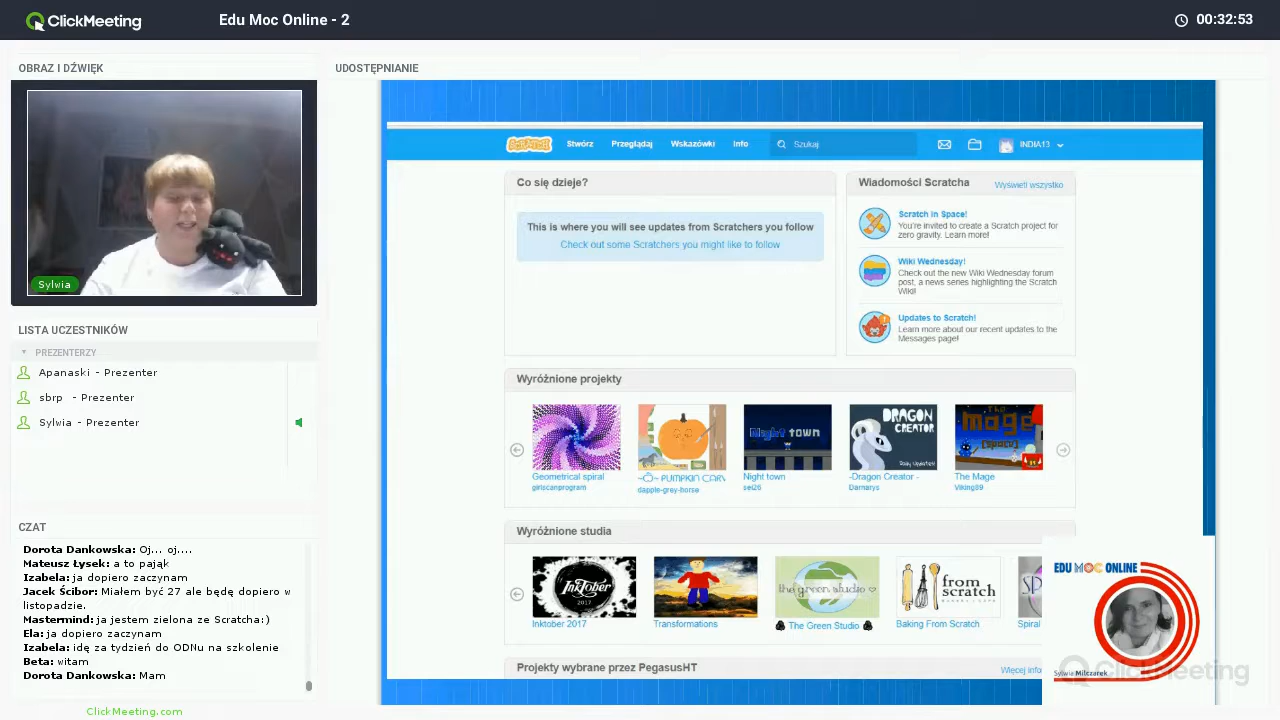 ClickMeeting
Edu Moc Online - 2
00:32:53
OBRAZ I DŹWIĘK
Sylwia
LISTA UCZESTNIKÓW
PREZENTERZY
Apanaski - Prezenter
sbrp - Prezenter
Sylwia - Prezenter
CZAT
Dorota Dankowska: Oj... oj....
Mateusz Łysek: a to pająk
Izabela: ja dopiero zaczynam
Jacek Ścibor: Miałem być 27 ale będę dopiero w
listopadzie.
Mastermind: ja jestem zielona ze Scratcha:)
Ela: ja dopiero zaczynam
Izabela: idę za tydzień do ODNu na szkolenie
Beta: witam
Dorota Dankowska: Mam
ClickMeeting.com
UDOSTĘPNIANIE
SCRATCH
Stwórz
Przeglądaj
Wskazówki
Info
Szukaj
INDIA13
Co się dzieje?
This is where you will see updates from Scratchers you follow
Check out some Scratchers you might like to follow
Wiadomości Scratcha
Wyświetl wszystko
Scratch in Space!
You're invited to create a Scratch project for
zero gravity. Learn more!
Wiki Wednesday!
Check out the new Wiki Wednesday forum
post, a news series highlighting the Scratch
Wiki!
Updates to Scratch!
Learn more about our recent updates to the
Messages page!
Wyróżnione projekty
Night town
DRAGON
CREATOR
The
mage
[space]
Geometrical spiral
girlscanprogram
PUMPKIN CARV
dapple-grey-horse
Night town
sei26
-Dragon Creator -
Damarys
The Mage
Viking89
Wyróżnione studia
INKTOBER
2017
the green studio
from
scratch
Inktober 2017
Transformations
The Green Studio
Baking From Scratch
Spiral
Projekty wybrane przez PegasusHT
Więcej info
EDU MOC ONLINE
Sylwia Milczarek
ClickMeeting